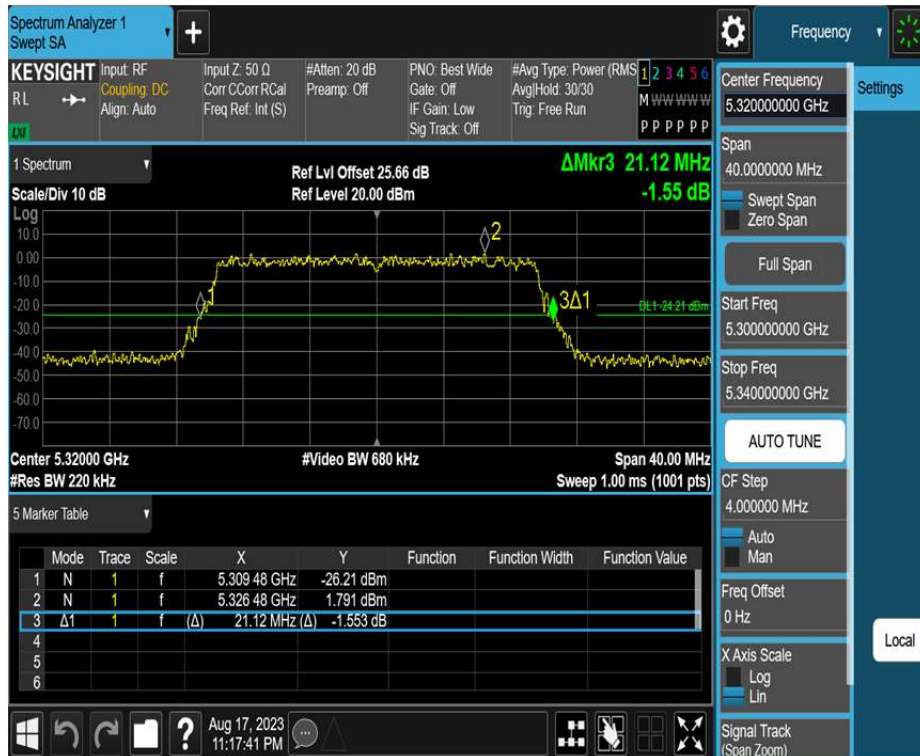 Spectrum Analyzer 1
Swept SA
+
Frequency
KEYSIGHT
RL
LXI
Input: RF
Coupling: DC
Align: Auto
Input Z: 50 Ω
Corr CCorr RCal
Freq Ref: Int (S)
#Atten: 20 dB
Preamp: Off
PNO: Best Wide
Gate: Off
IF Gain: Low
Sig Track: Off
#Avg Type: Power (RMS
Avg|Hold: 30/30
Trig: Free Run
1 2 3 4 5 6
M W W W W W
P P P P P P
1 Spectrum
Scale/Div 10 dB
Ref Lvl Offset 25.66 dB
Ref Level 20.00 dBm
ΔMkr3 21.12 MHz
-1.55 dB
Log
10.0
0.00
-10.0
-20.0
-30.0
-40.0
-50.0
-60.0
-70.0
1
2
3Δ1
DL1 -24.21 dBm
Center 5.32000 GHz
#Video BW 680 kHz
Span 40.00 MHz
#Res BW 220 kHz
Sweep 1.00 ms (1001 pts)
5 Marker Table
Mode Trace Scale X Y Function Function Width Function Value
1 N 1 f 5.309 48 GHz -26.21 dBm
2 N 1 f 5.326 48 GHz 1.791 dBm
3 Δ1 1 f (Δ) 21.12 MHz (Δ) -1.553 dB
4
5
6
Aug 17, 2023
11:17:41 PM
?
Center Frequency
5.320000000 GHz
Settings
Span
40.0000000 MHz
Swept Span
Zero Span
Full Span
Start Freq
5.300000000 GHz
Stop Freq
5.340000000 GHz
AUTO TUNE
CF Step
4.000000 MHz
Auto
Man
Freq Offset
0 Hz
Local
X Axis Scale
Log
Lin
Signal Track
(Span Zoom)